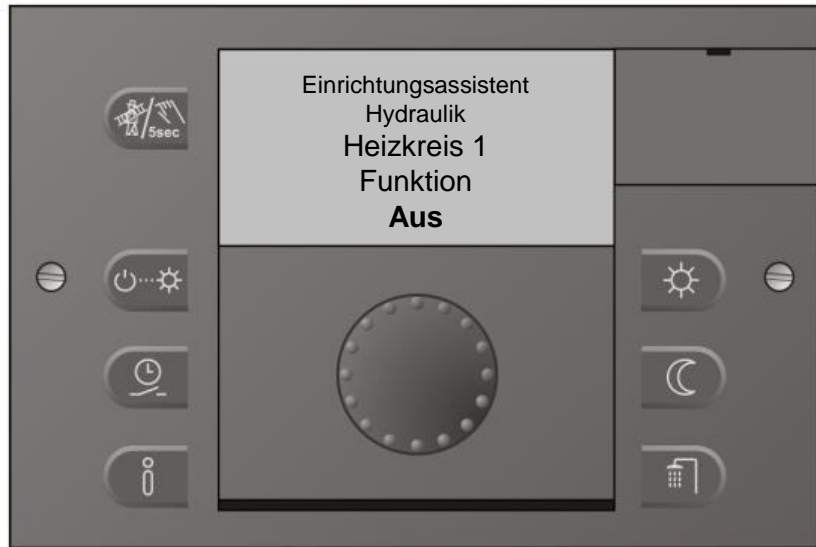 Einrichtungsassistent
Hydraulik
Heizkreis 1
Funktion
Aus
5sec